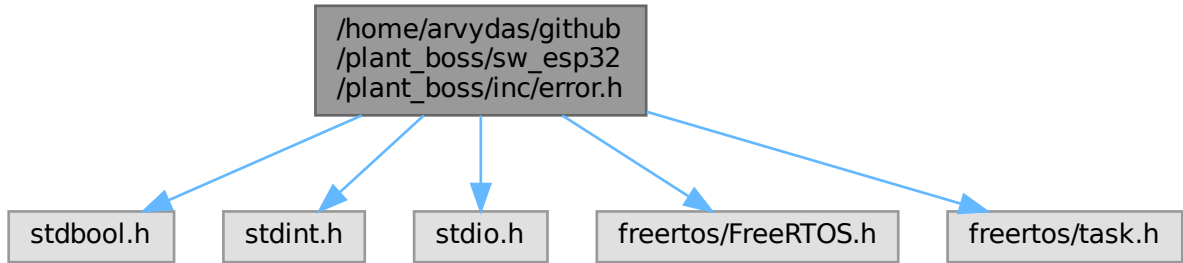 /home/arvydas/github
/plant_boss/sw_esp32
/plant_boss/inc/error.h
stdbool.h
stdint.h
stdio.h
freertos/FreeRTOS.h
freertos/task.h